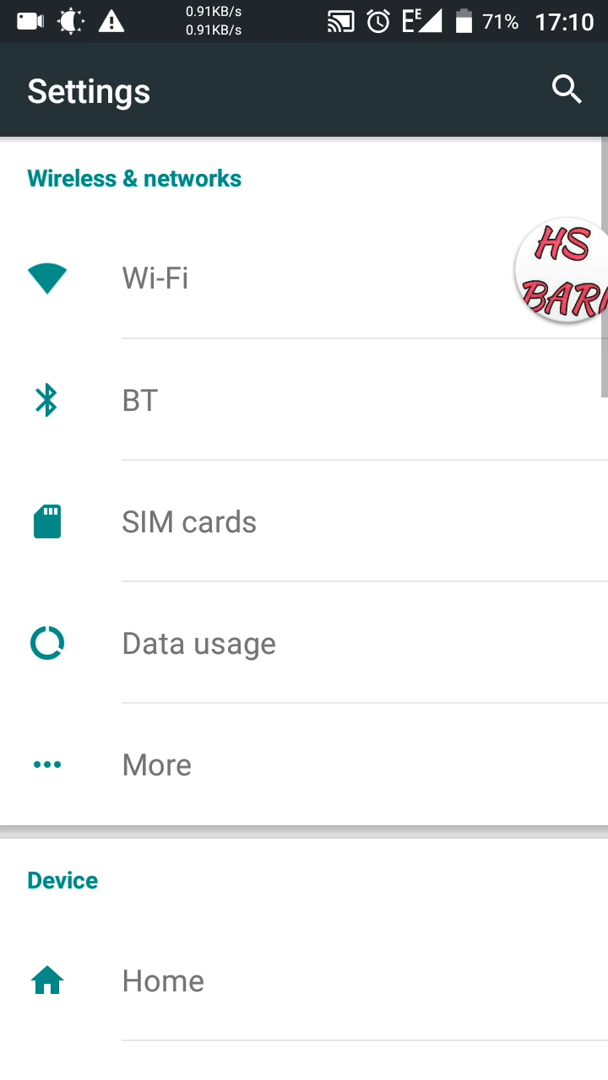 0.91KB/s
0.91KB/s
E E 71% 17:10
Settings
Wireless & networks
Wi-Fi
HS
BARI
BT
SIM cards
Data usage
More
Device
Home